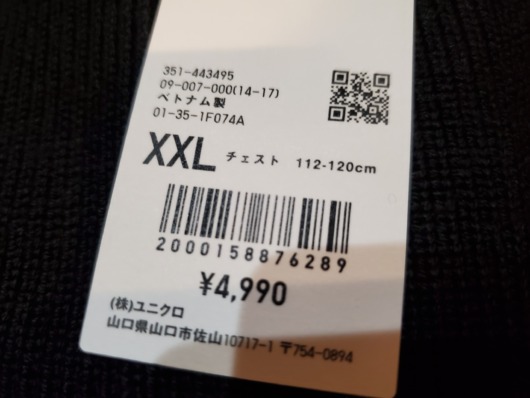 351-443495
09-007-000(14-17)
ベトナム製
01-35-1F074A
XXL チェスト 112-120cm
2000158876289
¥4,990
(株)ユニクロ
山口県山口市佐山10717-1 〒754-0894